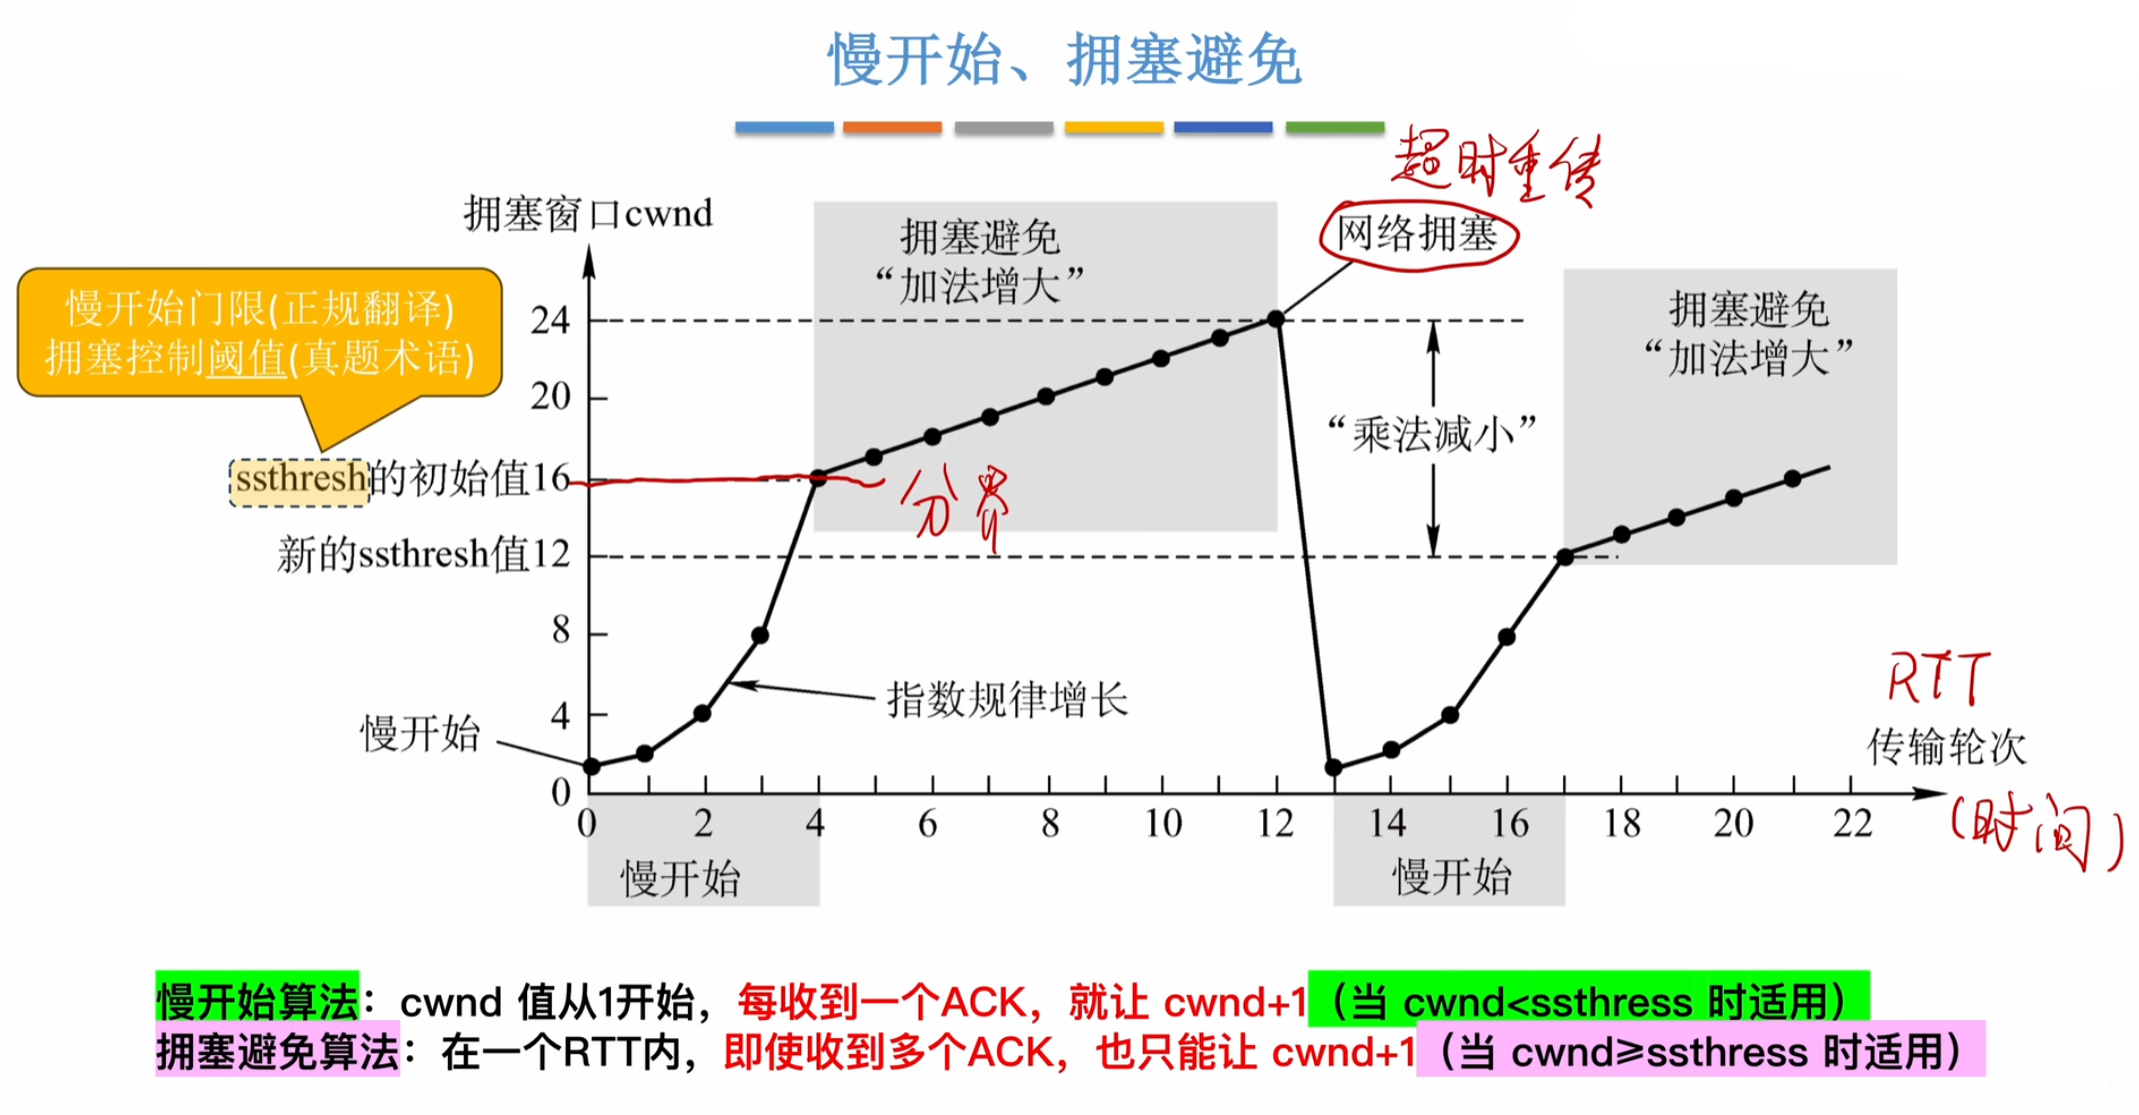 慢开始、拥塞避免
超时重传
拥塞窗口cwnd
拥塞避免
“加法增大”
网络拥塞
慢开始门限(正规翻译)
拥塞控制阈值(真题术语)
24
拥塞避免
“加法增大”
20
“乘法减小”
ssthresh的初始值16
分界
新的ssthresh值12
8
指数规律增长
4
慢开始
RTT
传输轮次
(时间)
0
0 2 4 6 8 10 12 14 16 18 20 22
慢开始
慢开始
慢开始算法：cwnd 值从1开始，每收到一个ACK，就让 cwnd+1（当 cwnd<ssthress 时适用）
拥塞避免算法：在一个RTT内，即使收到多个ACK，也只能让 cwnd+1（当 cwnd≥ssthress 时适用）